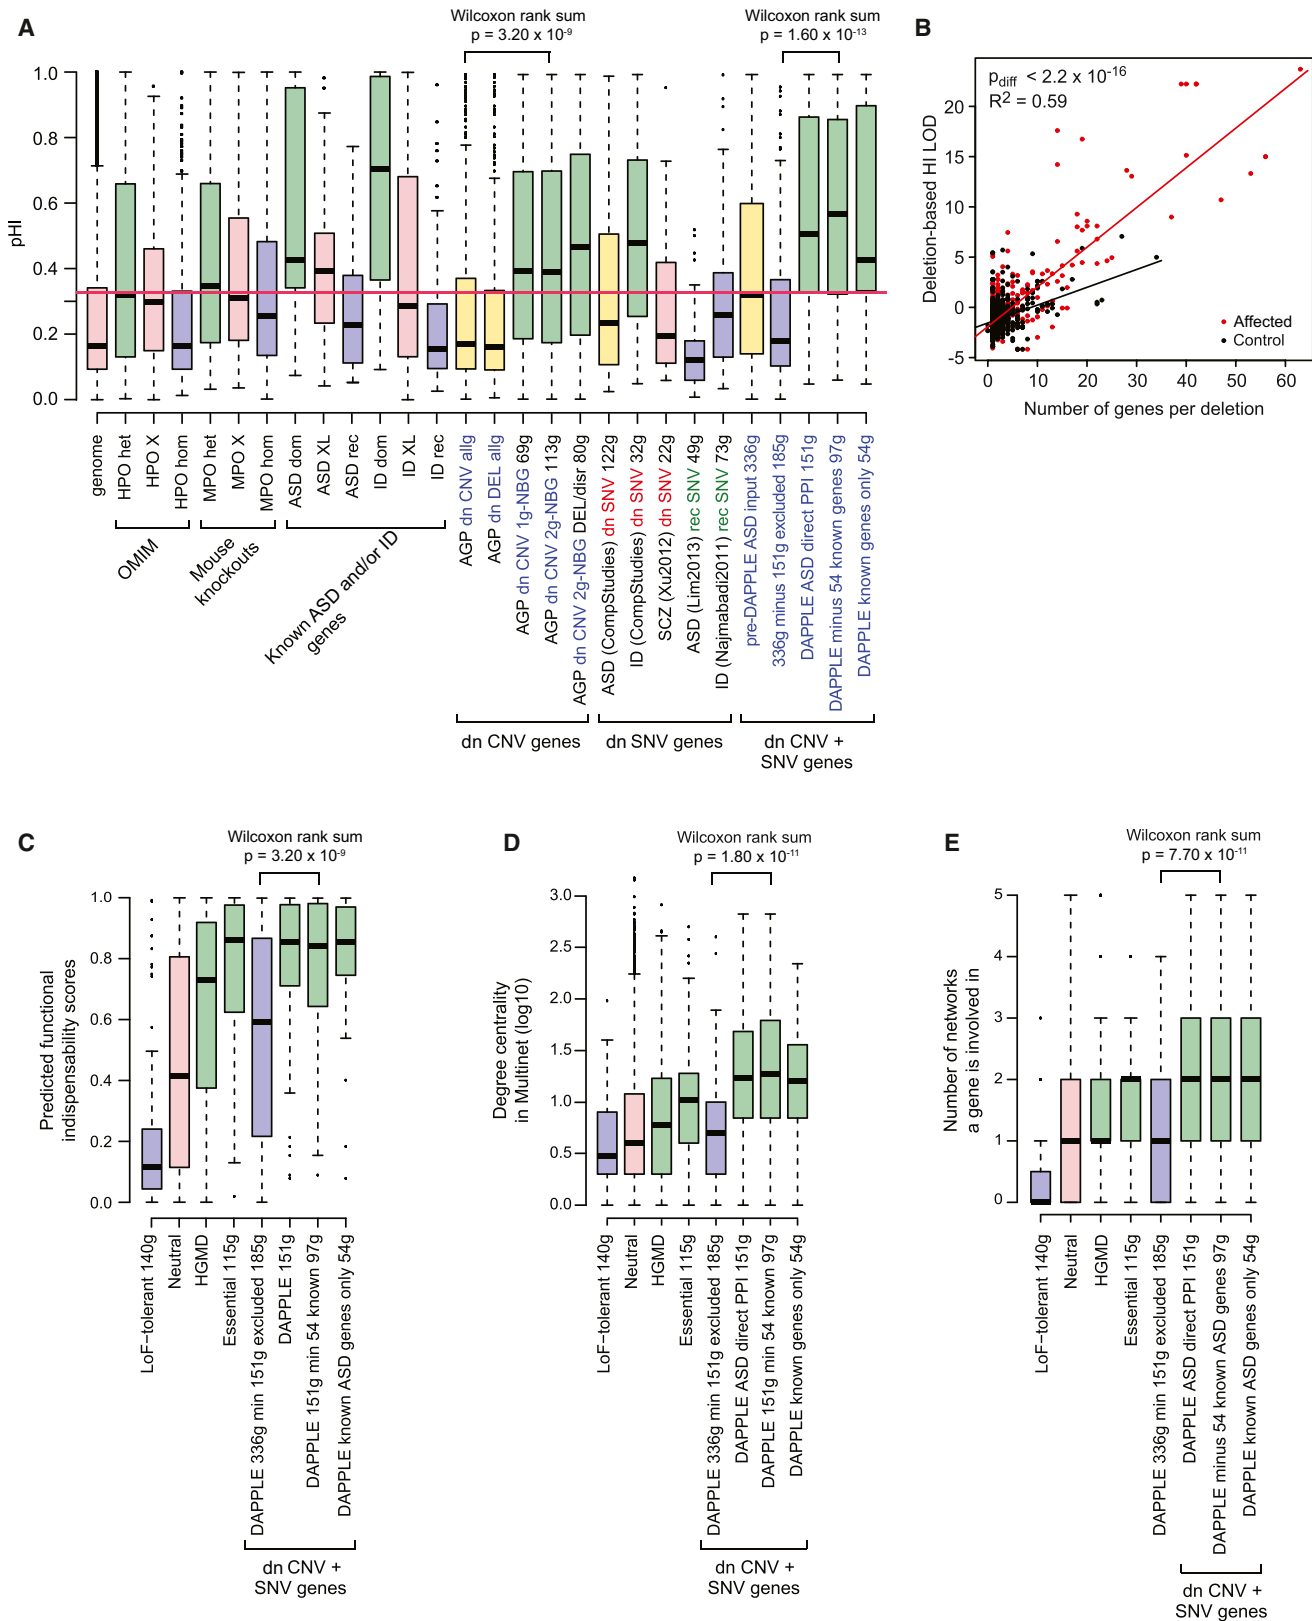 A
Wilcoxon rank sum
p = 3.20 x 10-9
Wilcoxon rank sum
p = 1.60 x 10-13
pHI
1.0
0.8
0.6
0.4
0.2
0.0
genome
HPO het
HPO X
HPO hom
MPO het
MPO X
MPO hom
ASD dom
ASD XL
ASD rec
ID dom
ID XL
ID rec
AGP dn CNV allg
AGP dn DEL allg
AGP dn CNV 1g-NBG 69g
AGP dn CNV 2g-NBG 113g
AGP dn CNV 2g-NBG DEL/disr 80g
ASD (CompStudies) dn SNV 122g
ID (CompStudies) dn SNV 32g
SCZ (Xu2012) dn SNV 22g
ASD (Lim2013) rec SNV 49g
ID (Najmabadi2011) rec SNV 73g
pre-DAPPLE ASD input 336g
336g minus 151g excluded 185g
DAPPLE ASD direct PPI 151g
DAPPLE minus 54 known genes 97g
DAPPLE known genes only 54g
OMIM
Mouse
knockouts
Known ASD and/or ID
genes
dn CNV genes
dn SNV genes
dn CNV +
SNV genes
B
pdiff < 2.2 x 10-16
R2 = 0.59
Deletion-based HI LOD
20
15
10
5
0
-5
Affected
Control
0 10 20 30 40 50 60
Number of genes per deletion
C
Wilcoxon rank sum
p = 3.20 x 10-9
Predicted functional
indispensability scores
1.0
0.8
0.6
0.4
0.2
0.0
LoF−tolerant 140g
Neutral
HGMD
Essential 115g
DAPPLE 336g min 151g excluded 185g
DAPPLE 151g
DAPPLE 151g min 54 known 97g
DAPPLE known ASD genes only 54g
dn CNV +
SNV genes
D
Wilcoxon rank sum
p = 1.80 x 10-11
Degree centrality
in Multinet (log10)
3.0
2.5
2.0
1.5
1.0
0.5
0.0
LoF−tolerant 140g
Neutral
HGMD
Essential 115g
DAPPLE 336g min 151g excluded 185g
DAPPLE ASD direct PPI 151g
DAPPLE 151g min 54 known 97g
DAPPLE known genes only 54g
dn CNV +
SNV genes
E
Wilcoxon rank sum
p = 7.70 x 10-11
Number of networks
a gene is involved in
5
4
3
2
1
0
LoF−tolerant 140g
Neutral
HGMD
Essential 115g
DAPPLE 336g min 151g excluded 185g
DAPPLE ASD direct PPI 151g
DAPPLE minus 54 known ASD genes 97g
DAPPLE known ASD genes only 54g
dn CNV +
SNV genes